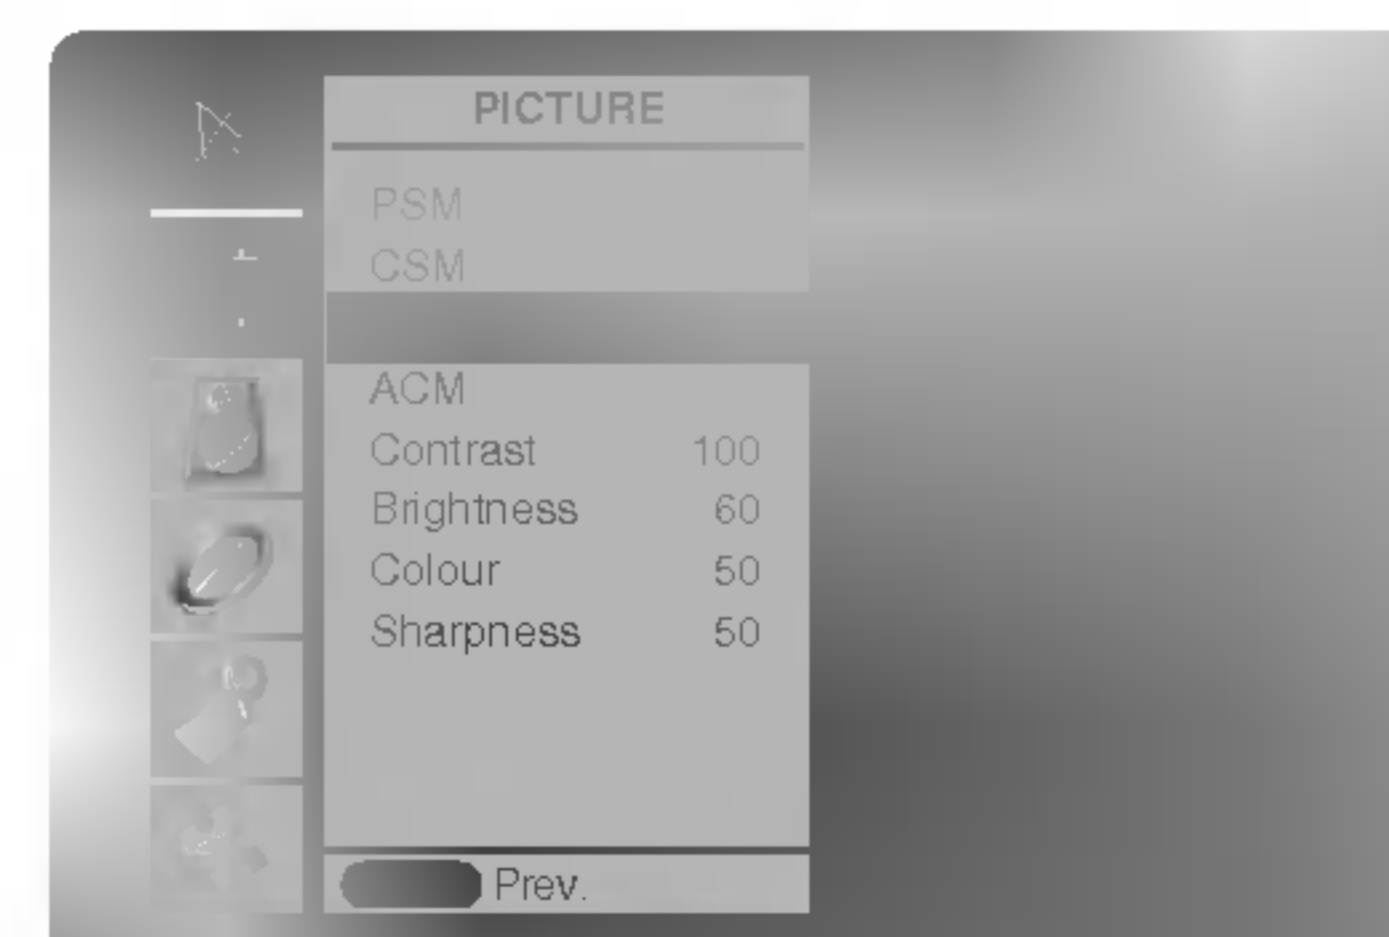 PICTURE
PSM
CSM
ACM
Contrast 100
Brightness 60
Colour 50
Sharpness 50
Prev.